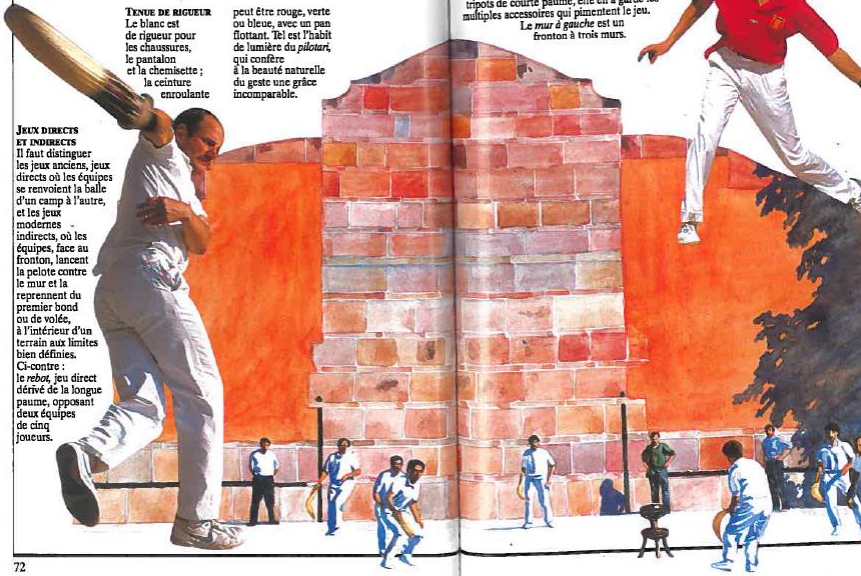 TENUE DE RIGUEUR
Le blanc est
de rigueur pour
les chaussures,
le pantalon
et la chemisette ;
la ceinture
enroulante
peut être rouge, verte
ou bleue, avec un pan
flottant. Tel est l'habit
de lumière du pilotari,
qui confère
à la beauté naturelle
du geste une grâce
incomparable.
tripots de courte paume, elle en a gardé les
multiples accessoires qui pimentent le jeu.
Le mur à gauche est un
fronton à trois murs.
JEUX DIRECTS
ET INDIRECTS
Il faut distinguer
les jeux anciens, jeux
directs où les équipes
se renvoient la balle
d'un camp à l'autre,
et les jeux
modernes -
indirects, où les
équipes, face au
fronton, lancent
la pelote contre
le mur et la
reprennent du
premier bond
ou de volée,
à l'intérieur d'un
terrain aux limites
bien définies.
Ci-contre :
le rebot, jeu direct
dérivé de la longue
paume, opposant
deux équipes
de cinq
joueurs.
72